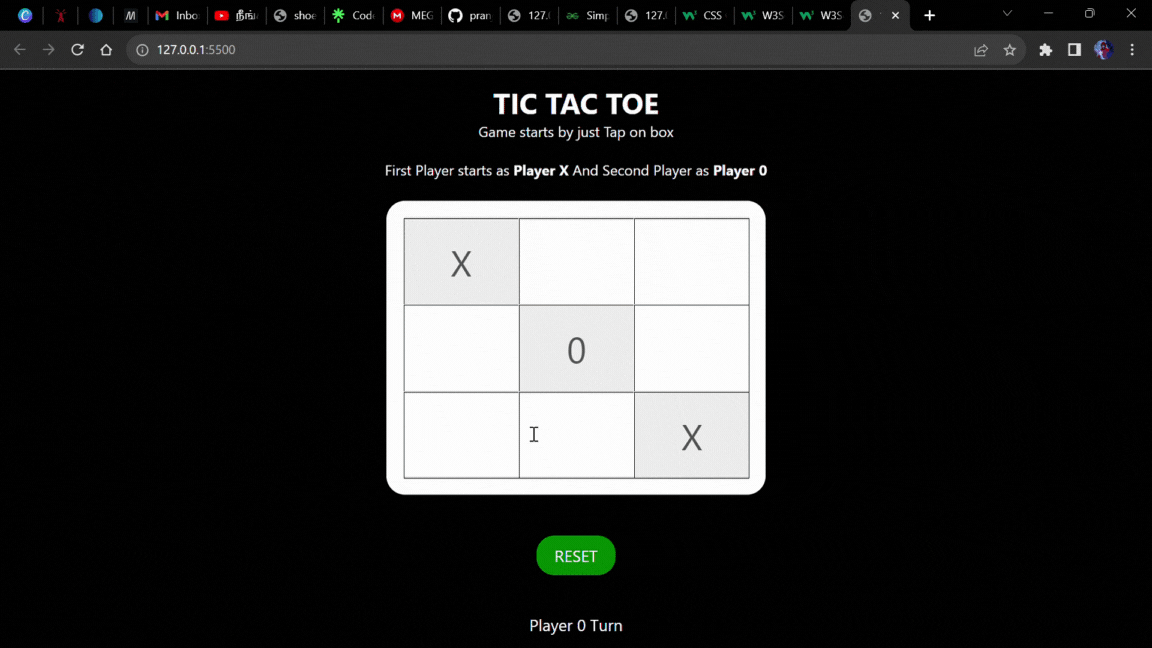 M Inbo நீங்க shoe Code MEG pran 127.0 Simp 127.0 CSS W3S W3S
127.0.0.1:5500
TIC TAC TOE
Game starts by just Tap on box
First Player starts as Player X And Second Player as Player 0
X
0
X
RESET
Player 0 Turn